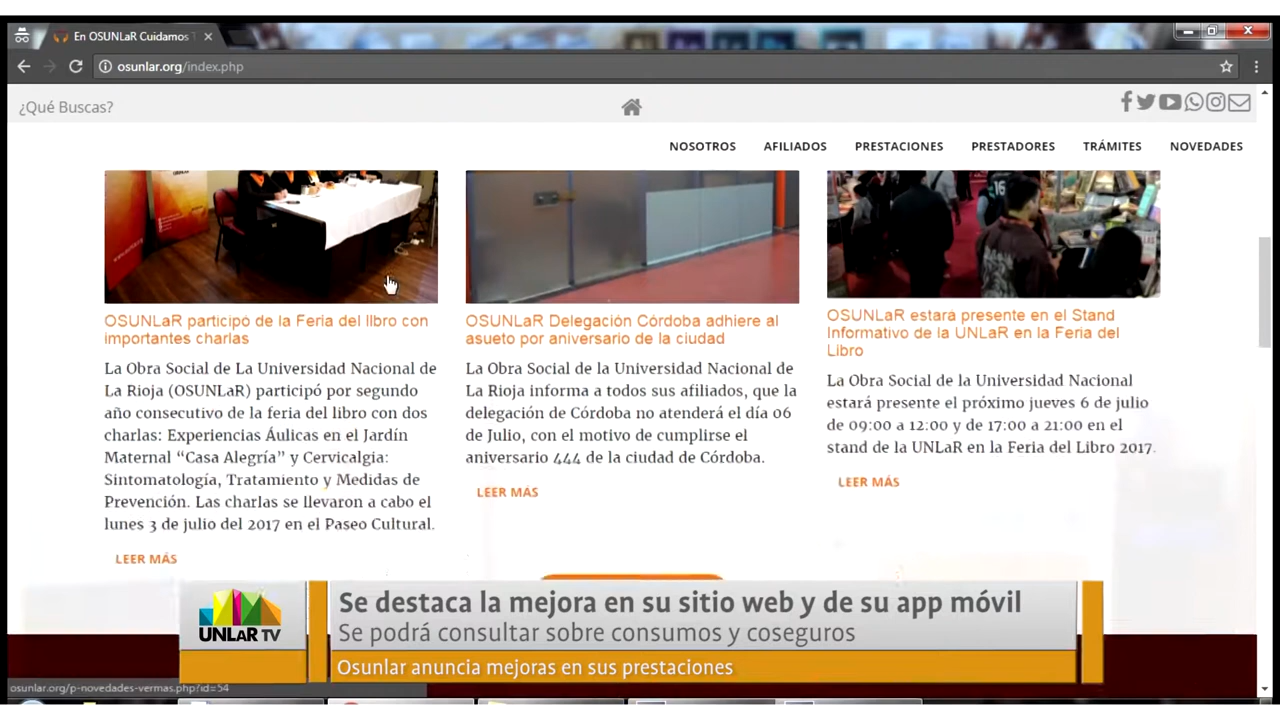 En OSUNLaR Cuidamos T
osunlar.org/index.php
¿Qué Buscas?
NOSOTROS AFILIADOS PRESTACIONES PRESTADORES TRÁMITES NOVEDADES
16
OSUNLaR participó de la Feria del lIbro con
importantes charlas
La Obra Social de La Universidad Nacional de
La Rioja (OSUNLaR) participó por segundo
año consecutivo de la feria del libro con dos
charlas: Experiencias Áulicas en el Jardín
Maternal “Casa Alegría” y Cervicalgia:
Sintomatología, Tratamiento y Medidas de
Prevención. Las charlas se llevaron a cabo el
lunes 3 de julio del 2017 en el Paseo Cultural.
LEER MÁS
OSUNLaR Delegación Córdoba adhiere al
asueto por aniversario de la ciudad
La Obra Social de la Universidad Nacional de
La Rioja informa a todos sus afiliados, que la
delegación de Córdoba no atenderá el día 06
de Julio, con el motivo de cumplirse el
aniversario 444 de la ciudad de Córdoba.
LEER MÁS
OSUNLaR estará presente en el Stand
Informativo de la UNLaR en la Feria del
Libro
La Obra Social de la Universidad Nacional
estará presente el próximo jueves 6 de julio
de 09:00 a 12:00 y de 17:00 a 21:00 en el
stand de la UNLaR en la Feria del Libro 2017.
LEER MÁS
UNLAR TV
Se destaca la mejora en su sitio web y de su app móvil
Se podrá consultar sobre consumos y coseguros
Osunlar anuncia mejoras en sus prestaciones
osunlar.org/p-novedades-vermas.php?id=54